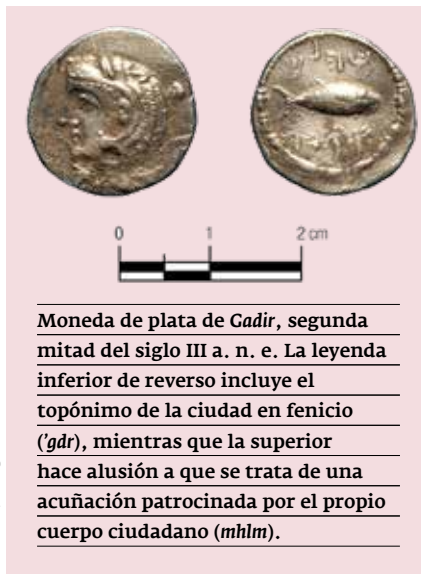 0 1 2 cm
Moneda de plata de Gadir, segunda
mitad del siglo III a. n. e. La leyenda
inferior de reverso incluye el
topónimo de la ciudad en fenicio
(’gdr), mientras que la superior
hace alusión a que se trata de una
acuñación patrocinada por el propio
cuerpo ciudadano (mhlm).